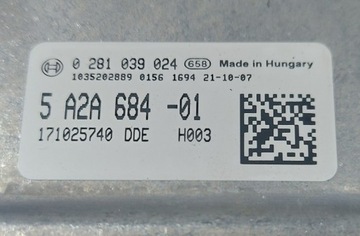 0 281 039 024 658 Made in Hungary
1035202889 0156 1694 21-10-07
5 A2A 684 -01
171025740 DDE H003